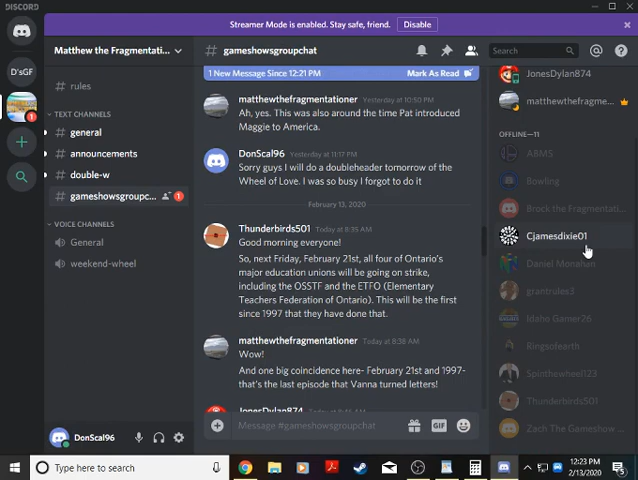 DISCORD
Streamer Mode is enabled. Stay safe, friend. Disable
Matthew the Fragmentati...
# gameshowsgroupchat
Search
D'sGF
1
# rules
TEXT CHANNELS
# general
# announcements
# double-w
# gameshowsgroupc... 1
VOICE CHANNELS
General
weekend-wheel
DonScal96
1 New Message Since 12:21 PM Mark As Read
matthewthefragmentationer Yesterday at 10:50 PM
Ah, yes. This was also around the time Pat introduced
Maggie to America.
DonScal96 Yesterday at 11:17 PM
Sorry guys I will do a doubleheader tomorrow of the
Wheel of Love. I was so busy I forgot to do it
February 13, 2020
Thunderbirds501 Today at 8:35 AM
Good morning everyone!
So, next Friday, February 21st, all four of Ontario's
major education unions will be going on strike,
including the OSSTF and the ETFO (Elementary
Teachers Federation of Ontario). This will be the first
since 1997 that they have done that.
matthewthefragmentationer Today at 8:38 AM
Wow!
And one big coincidence here- February 21st and 1997-
that's the last episode that Vanna turned letters!
JonesDylan874
Message #gameshowsgroupchat
GIF
JonesDylan874
matthewthefragme...
OFFLINE—11
ABMS
Bowling
Brock the Fragmentati...
Cjamesdixie01
Daniel Monahan
grantrules3
Idaho Gamer26
Ringsofearth
Spinthewheel123
Thunderbirds501
Zach The Gameshow ...
Type here to search
12:23 PM
2/13/2020
5